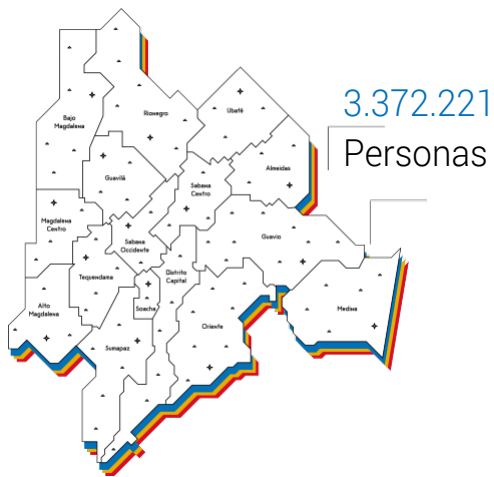 3.372.221
Personas
Bajo
Magdalena
Rionegro
Ubaté
Gualivá
Almeidas
Sabana
Centro
Magdalena
Centro
Sabana
Occidente
Guavio
Tequendama
Distrito
Capital
Soacha
Alto
Magdalena
Medina
Oriente
Sumapaz